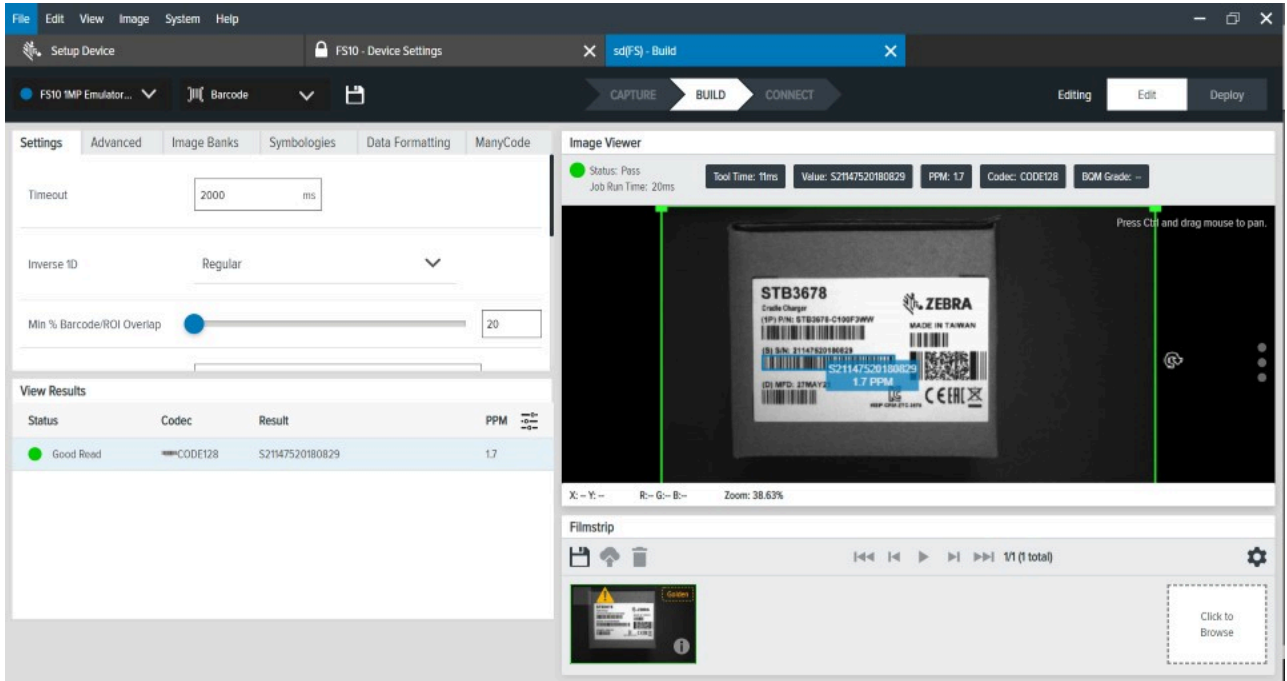 File Edit View Image System Help
Setup Device
FS10 - Device Settings
sd(FS) - Build
FS10 1MP Emulator...
Barcode
CAPTURE
BUILD
CONNECT
Editing
Edit
Deploy
Settings
Advanced
Image Banks
Symbologies
Data Formatting
ManyCode
Timeout
2000 ms
Inverse 1D
Regular
Min % Barcode/ROI Overlap
20
View Results
Status Codec Result PPM
Good Read CODE128 S21147520180829 1.7
Image Viewer
Status: Pass
Job Run Time: 20ms
Tool Time: 11ms
Value: S21147520180829
PPM: 1.7
Codec: CODE128
BQM Grade: --
Press Ctrl and drag mouse to pan.
STB3678
Cradle Charger
(1P) P/N: STB3678-C100F3WW
ZEBRA
MADE IN TAIWAN
(S) S/N: 21147520180829
S21147520180829
1.7 PPM
(D) MFD: 27MAY21
CE EAC
X: -- Y: --
R:-- G:-- B:--
Zoom: 38.63%
Filmstrip
1/1 (1 total)
Golden
Click to
Browse